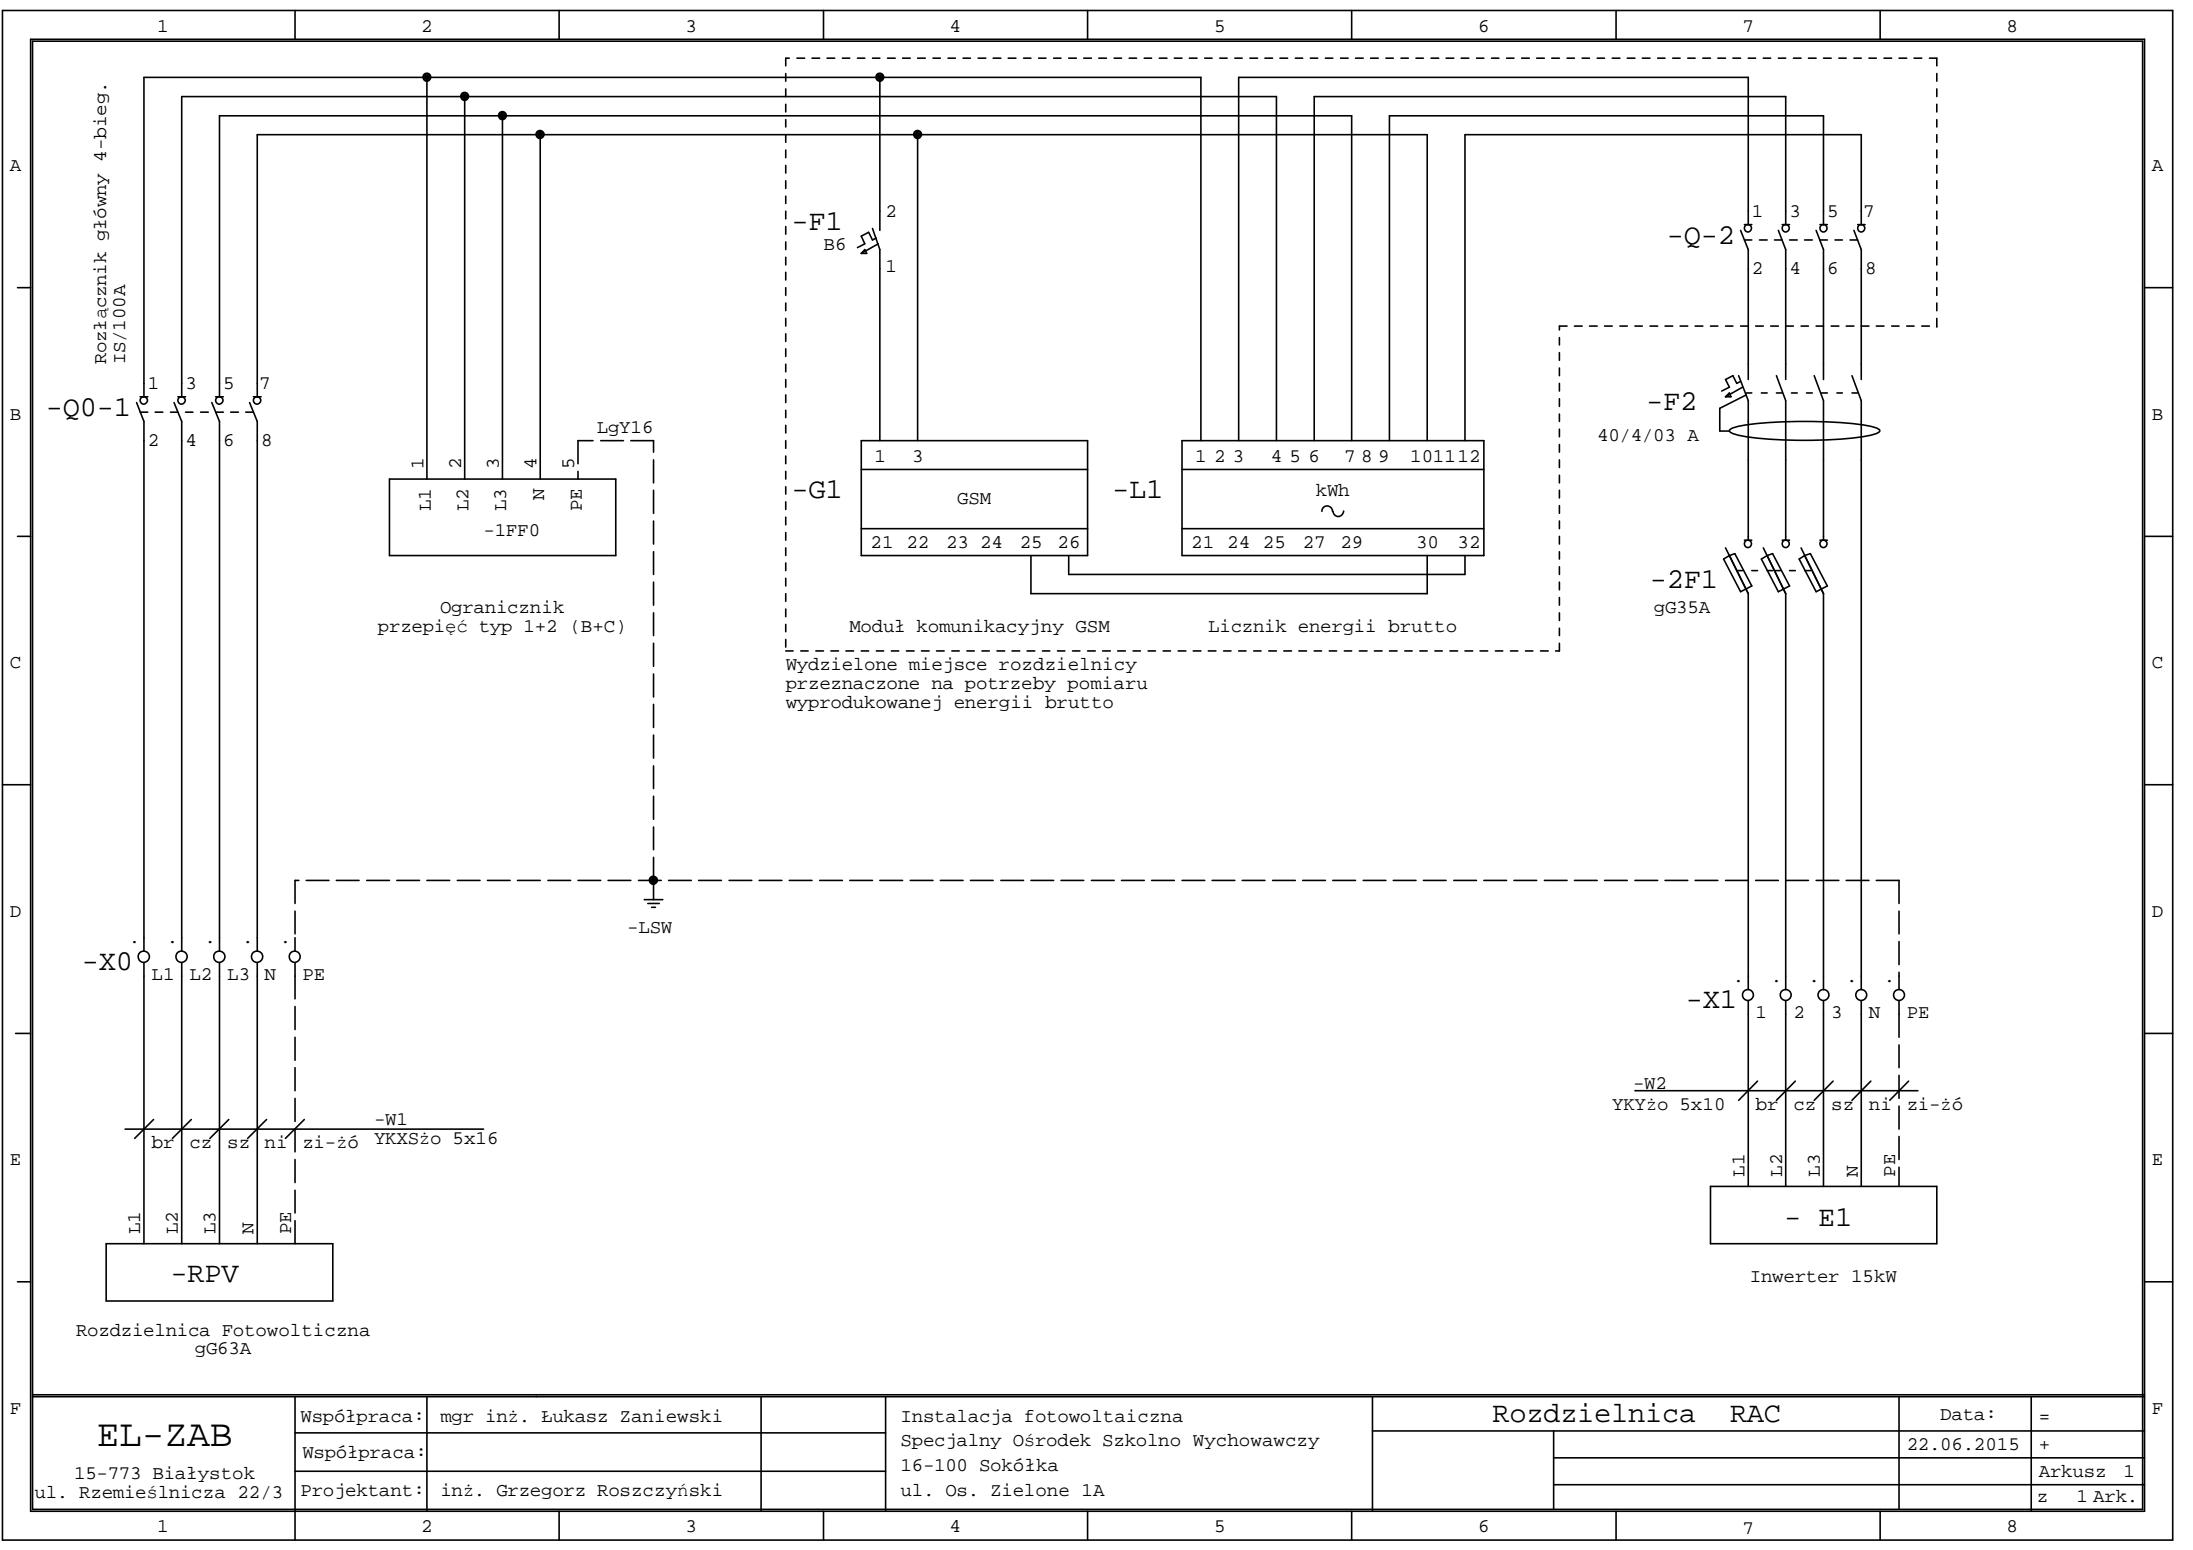 1 2 3 4 5 6 7 8
A A
B B
C C
D D
E E
F F
Rozłącznik główny 4-bieg.
IS/100A
-Q0-1
1 3 5 7
2 4 6 8
1 2 3 4 5
L1 L2 L3 N PE
-1FF0
LgY16
Ogranicznik
przepięć typ 1+2 (B+C)
-F1
B6
2
1
-G1
1 3
GSM
21 22 23 24 25 26
Moduł komunikacyjny GSM
-L1
1 2 3 4 5 6 7 8 9 10 11 12
kWh
21 24 25 27 29 30 32
Licznik energii brutto
Wydzielone miejsce rozdzielnicy
przeznaczone na potrzeby pomiaru
wyprodukowanej energii brutto
-Q-2
1 3 5 7
2 4 6 8
-F2
40/4/03 A
-2F1
gG35A
-LSW
-X0
L1 L2 L3 N PE
-W1
YKXSżo 5x16
br cz sz ni zi-żó
L1 L2 L3 N PE
-RPV
Rozdzielnica Fotowolticzna
gG63A
-X1
1 2 3 N PE
-W2
YKYżo 5x10
br cz sz ni zi-żó
L1 L2 L3 N PE
- E1
Inwerter 15kW
EL-ZAB
15-773 Białystok
ul. Rzemieślnicza 22/3
Współpraca: mgr inż. Łukasz Zaniewski
Współpraca:
Projektant: inż. Grzegorz Roszczyński
Instalacja fotowoltaiczna
Specjalny Ośrodek Szkolno Wychowawczy
16-100 Sokółka
ul. Os. Zielone 1A
Rozdzielnica RAC
Data:
22.06.2015
=
+
Arkusz 1
z 1 Ark.
1 2 3 4 5 6 7 8